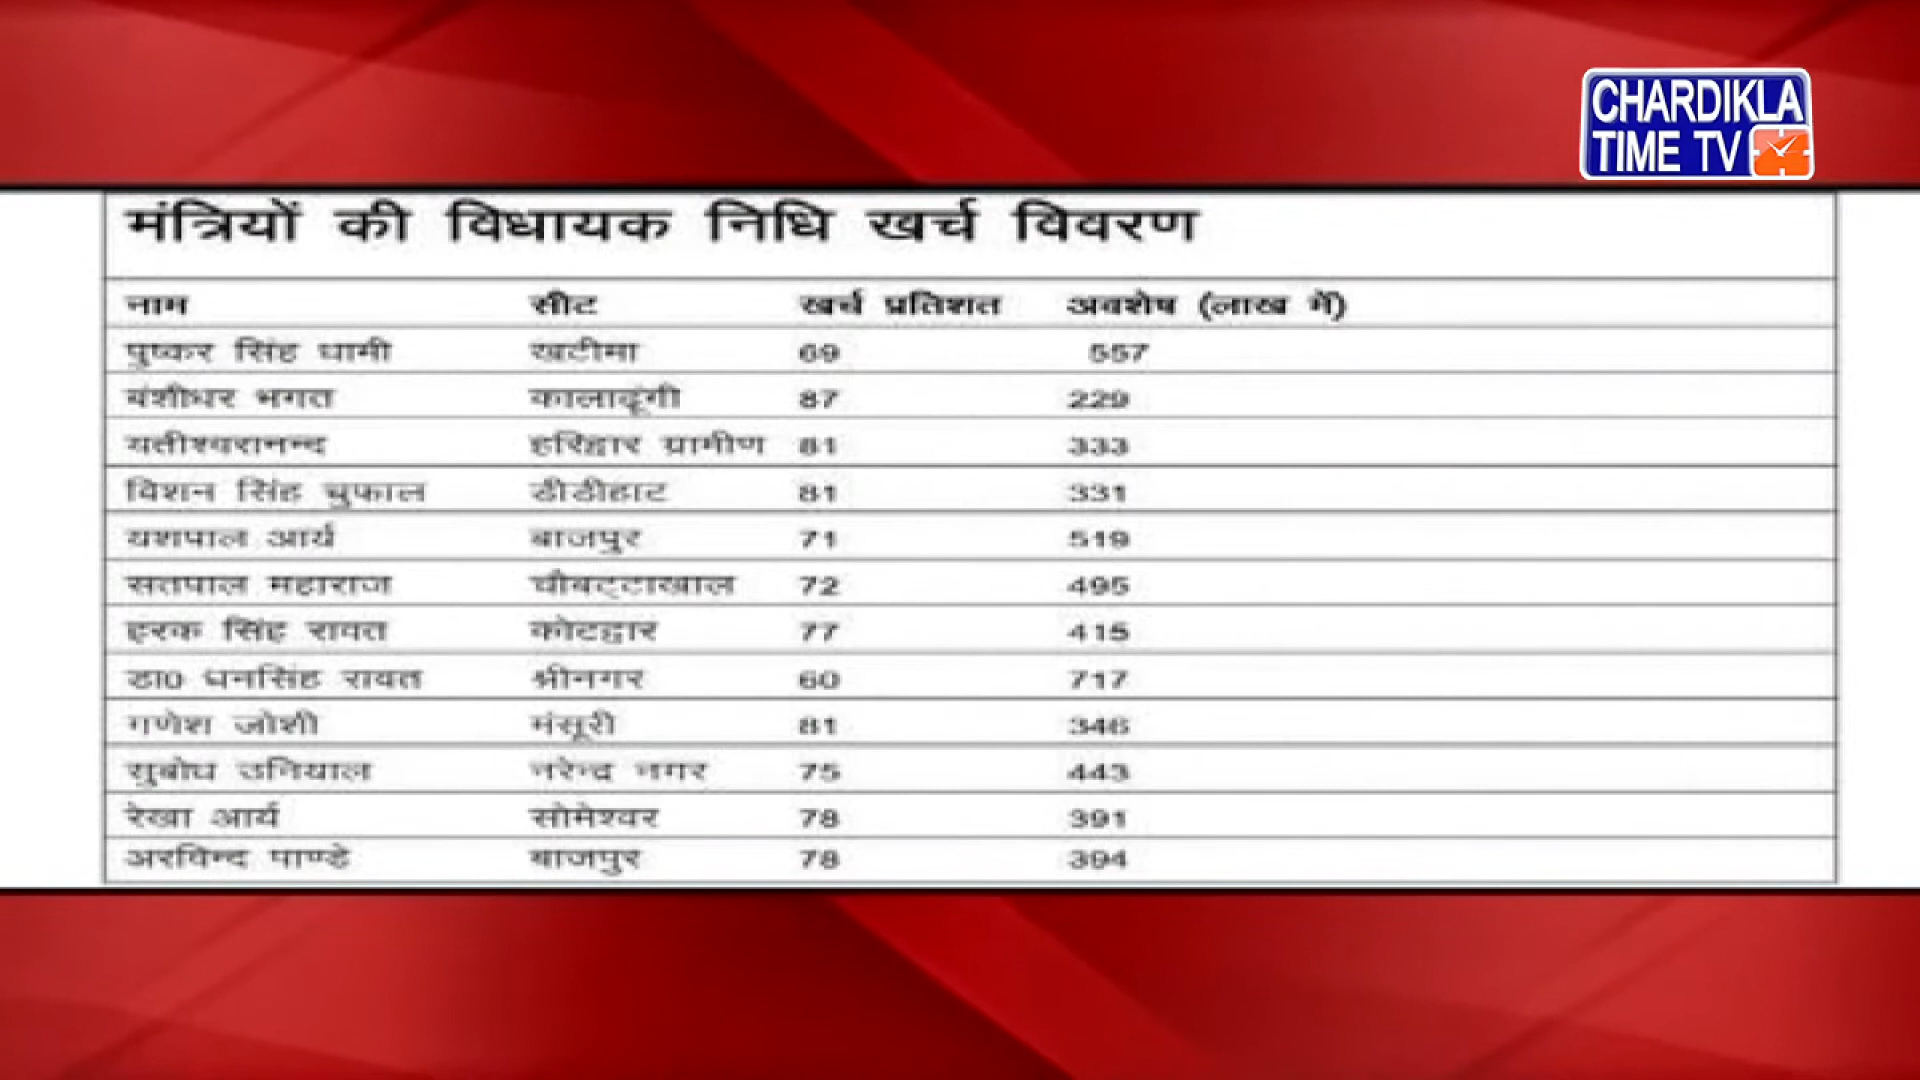 CHARDIKLA
TIME TV
मंत्रियों की विधायक निधि खर्च विवरण
नाम सीट खर्च प्रतिशत अवशेष (लाख में)
पुष्कर सिंह धामी खटीमा 69 557
बंशीधर भगत कालाढूंगी 87 229
यतीश्वरानन्द हरिद्वार ग्रामीण 81 333
विशन सिंह चुफाल डीडीहाट 81 331
यशपाल आर्य बाजपुर 71 519
सतपाल महाराज चौबट्टाखाल 72 495
हरक सिंह रावत कोटद्वार 77 415
डा0 धनसिंह रावत श्रीनगर 60 717
गणेश जोशी मंसूरी 81 346
सुबोध उनियाल नरेन्द्र नगर 75 443
रेखा आर्य सोमेश्वर 78 391
अरविन्द पाण्डे बाजपुर 78 394